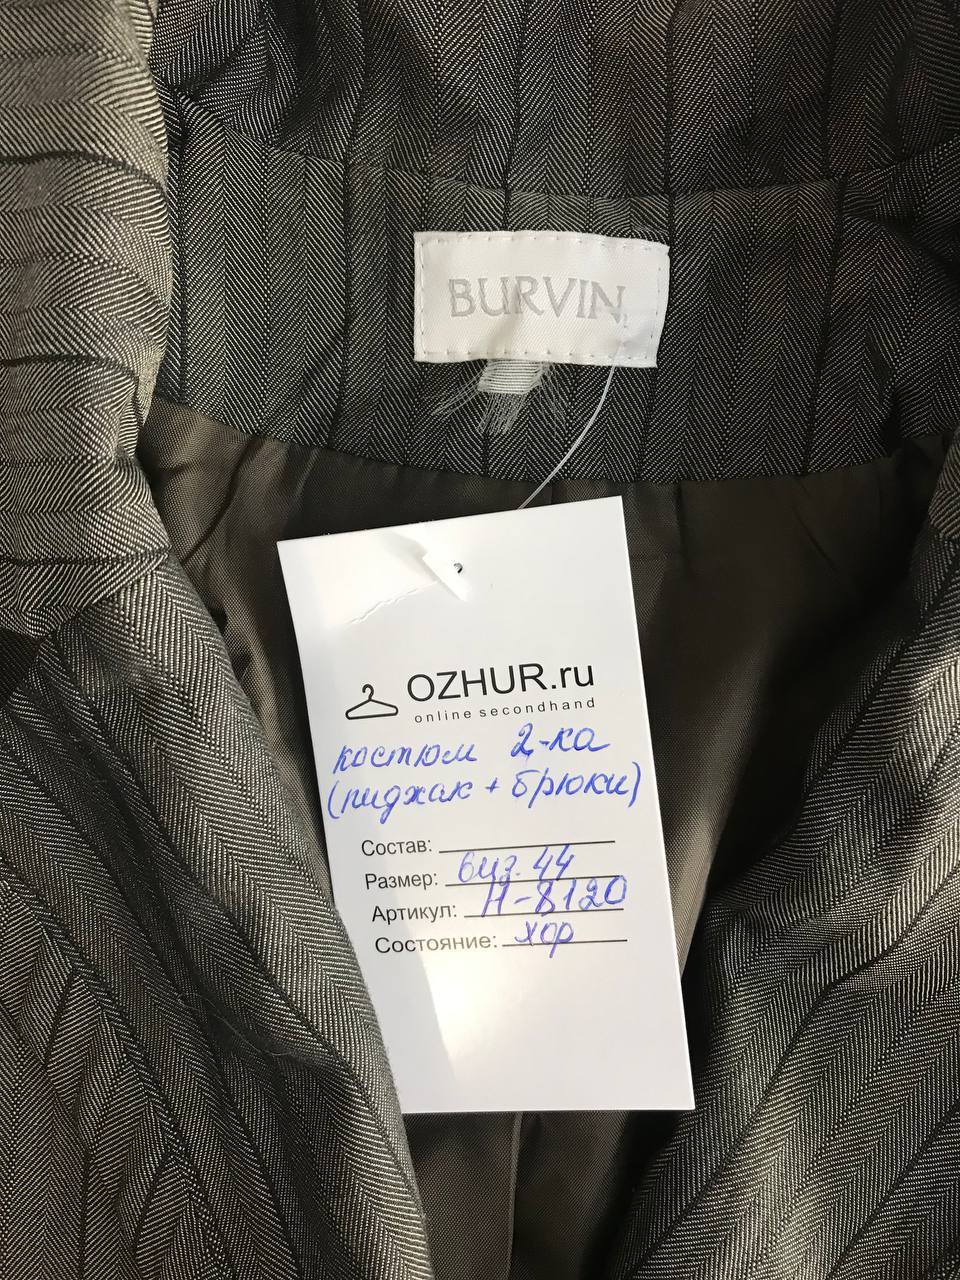 BURVIN
OZHUR.ru
online secondhand
костюм 2-ка
(пиджак + брюки)
Состав:
Размер: виз. 44
Артикул: Н-8120
Состояние: хор